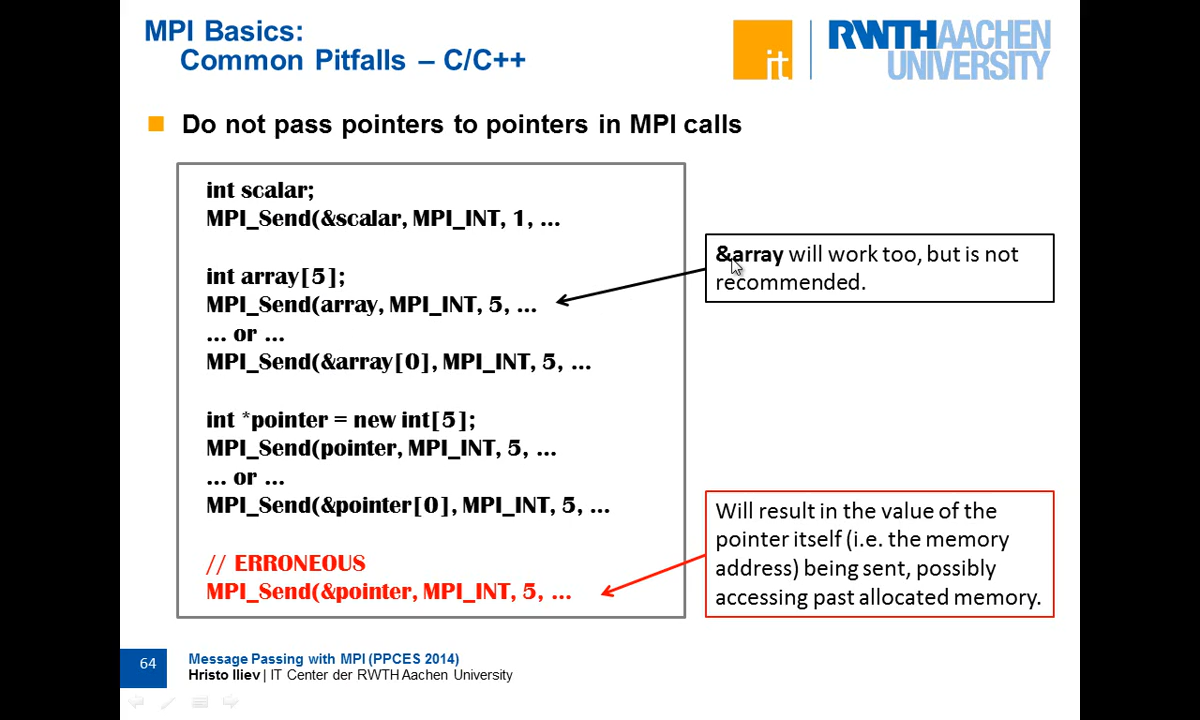 MPI Basics:
Common Pitfalls – C/C++
it
RWTHAACHEN
UNIVERSITY
Do not pass pointers to pointers in MPI calls
int scalar;
MPI_Send(&scalar, MPI_INT, 1, ...
int array[5];
MPI_Send(array, MPI_INT, 5, ...
... or ...
MPI_Send(&array[0], MPI_INT, 5, ...
int *pointer = new int[5];
MPI_Send(pointer, MPI_INT, 5, ...
... or ...
MPI_Send(&pointer[0], MPI_INT, 5, ...
// ERRONEOUS
MPI_Send(&pointer, MPI_INT, 5, ...
&array will work too, but is not
recommended.
Will result in the value of the
pointer itself (i.e. the memory
address) being sent, possibly
accessing past allocated memory.
64
Message Passing with MPI (PPCES 2014)
Hristo Iliev | IT Center der RWTH Aachen University